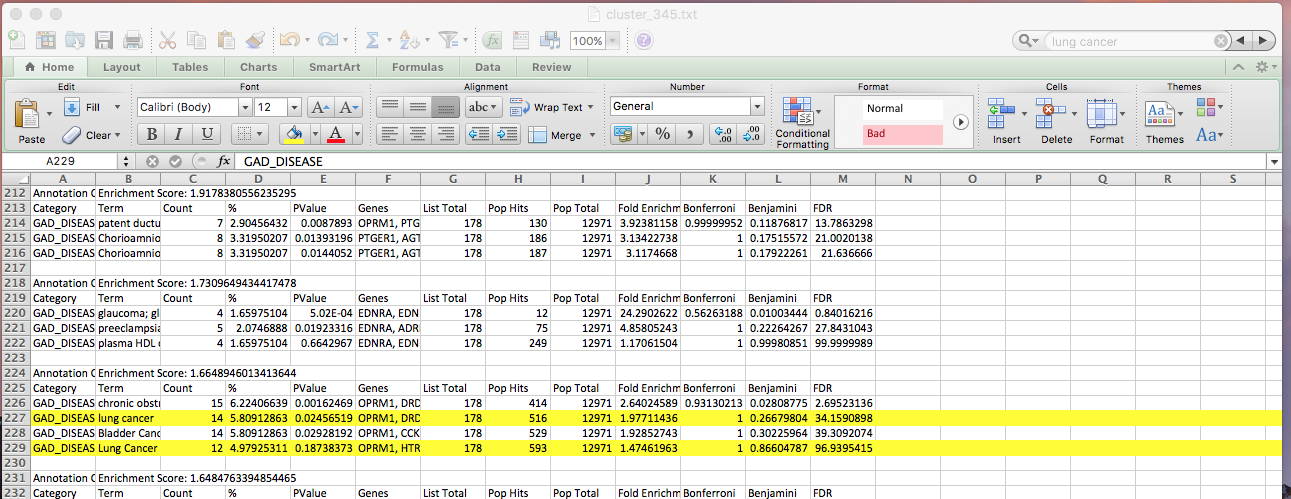 cluster_345.txt
100%
lung cancer
Home Layout Tables Charts SmartArt Formulas Data Review
Edit Font Alignment Number Format Cells Themes
Fill Calibri (Body) 12 A A abc Wrap Text General Normal
Paste Clear B I U A Merge % , Conditional Formatting Bad Insert Delete Format Themes Aa
A229 fx GAD_DISEASE
A B C D E F G H I J K L M N O P Q R S
212 Annotation C Enrichment Score: 1.9178380556235295
213 Category Term Count % PValue Genes List Total Pop Hits Pop Total Fold Enrichm Bonferroni Benjamini FDR
214 GAD_DISEAS patent ductu 7 2.90456432 0.0087893 OPRM1, PTG 178 130 12971 3.92381158 0.99999952 0.11876817 13.7863298
215 GAD_DISEAS Chorioamnio 8 3.31950207 0.01393196 PTGER1, AGT 178 186 12971 3.13422738 1 0.17515572 21.0020138
216 GAD_DISEAS Chorioamnio 8 3.31950207 0.0144052 PTGER1, AGT 178 187 12971 3.1174668 1 0.17922261 21.636666
217
218 Annotation C Enrichment Score: 1.7309649434417478
219 Category Term Count % PValue Genes List Total Pop Hits Pop Total Fold Enrichm Bonferroni Benjamini FDR
220 GAD_DISEAS glaucoma; gl 4 1.65975104 5.02E-04 EDNRA, EDN 178 12 12971 24.2902622 0.56263188 0.01003444 0.84016216
221 GAD_DISEAS preeclampsia 5 2.0746888 0.01923316 EDNRA, ADR 178 75 12971 4.85805243 1 0.22264267 27.8431043
222 GAD_DISEAS plasma HDL c 4 1.65975104 0.6642967 EDNRA, EDN 178 249 12971 1.17061504 1 0.99980851 99.9999989
223
224 Annotation C Enrichment Score: 1.6648946013413644
225 Category Term Count % PValue Genes List Total Pop Hits Pop Total Fold Enrichm Bonferroni Benjamini FDR
226 GAD_DISEAS chronic obstr 15 6.22406639 0.00162469 OPRM1, DRD 178 414 12971 2.64024589 0.93130213 0.02808775 2.69523136
227 GAD_DISEAS lung cancer 14 5.80912863 0.02456519 OPRM1, DRD 178 516 12971 1.97711436 1 0.26679804 34.1590898
228 GAD_DISEAS Bladder Canc 14 5.80912863 0.02928192 OPRM1, CCK 178 529 12971 1.92852743 1 0.30225964 39.3092074
229 GAD_DISEAS Lung Cancer 12 4.97925311 0.18738373 OPRM1, HTR 178 593 12971 1.47461963 1 0.86604787 96.9395415
230
231 Annotation C Enrichment Score: 1.6484763394854465
232 Category Term Count % PValue Genes List Total Pop Hits Pop Total Fold Enrichm Bonferroni Benjamini FDR